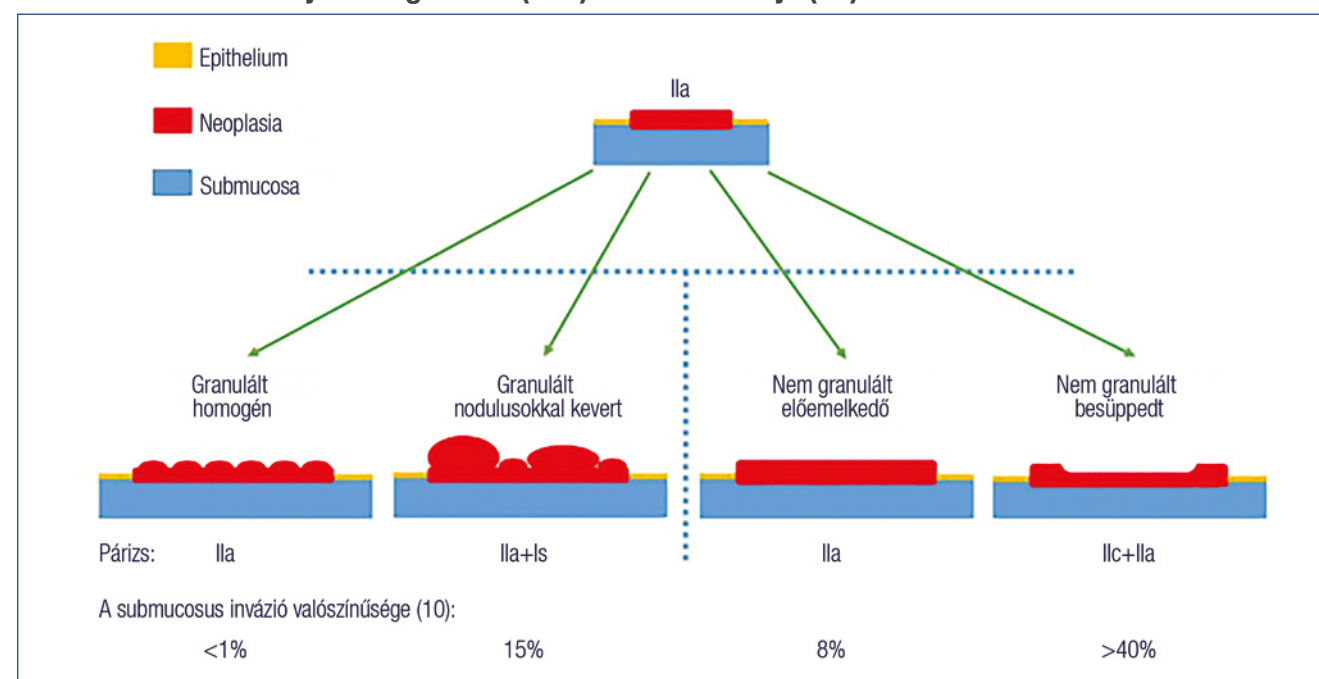 Epithelium
Neoplasia
Submucosa
IIa
Granulált
homogén
Granulált
nodulusokkal kevert
Nem granulált
előemelkedő
Nem granulált
besüppedt
Párizs: IIa IIa+Is IIa IIc+IIa
A submucosus invázió valószínűsége (10):
<1% 15% 8% >40%